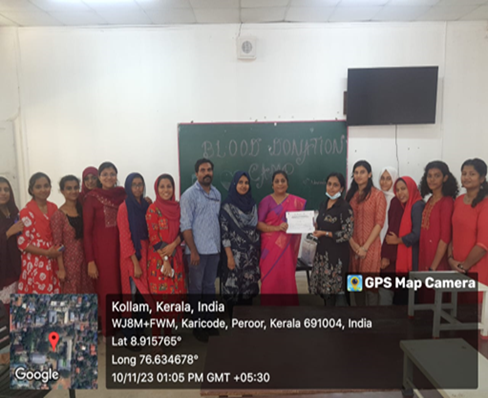 BLOOD DONATION
CAMP
GPS Map Camera
Kollam, Kerala, India
WJ8M+FWM, Karicode, Peroor, Kerala 691004, India
Lat 8.915765°
Long 76.634678°
10/11/23 01:05 PM GMT +05:30
Google